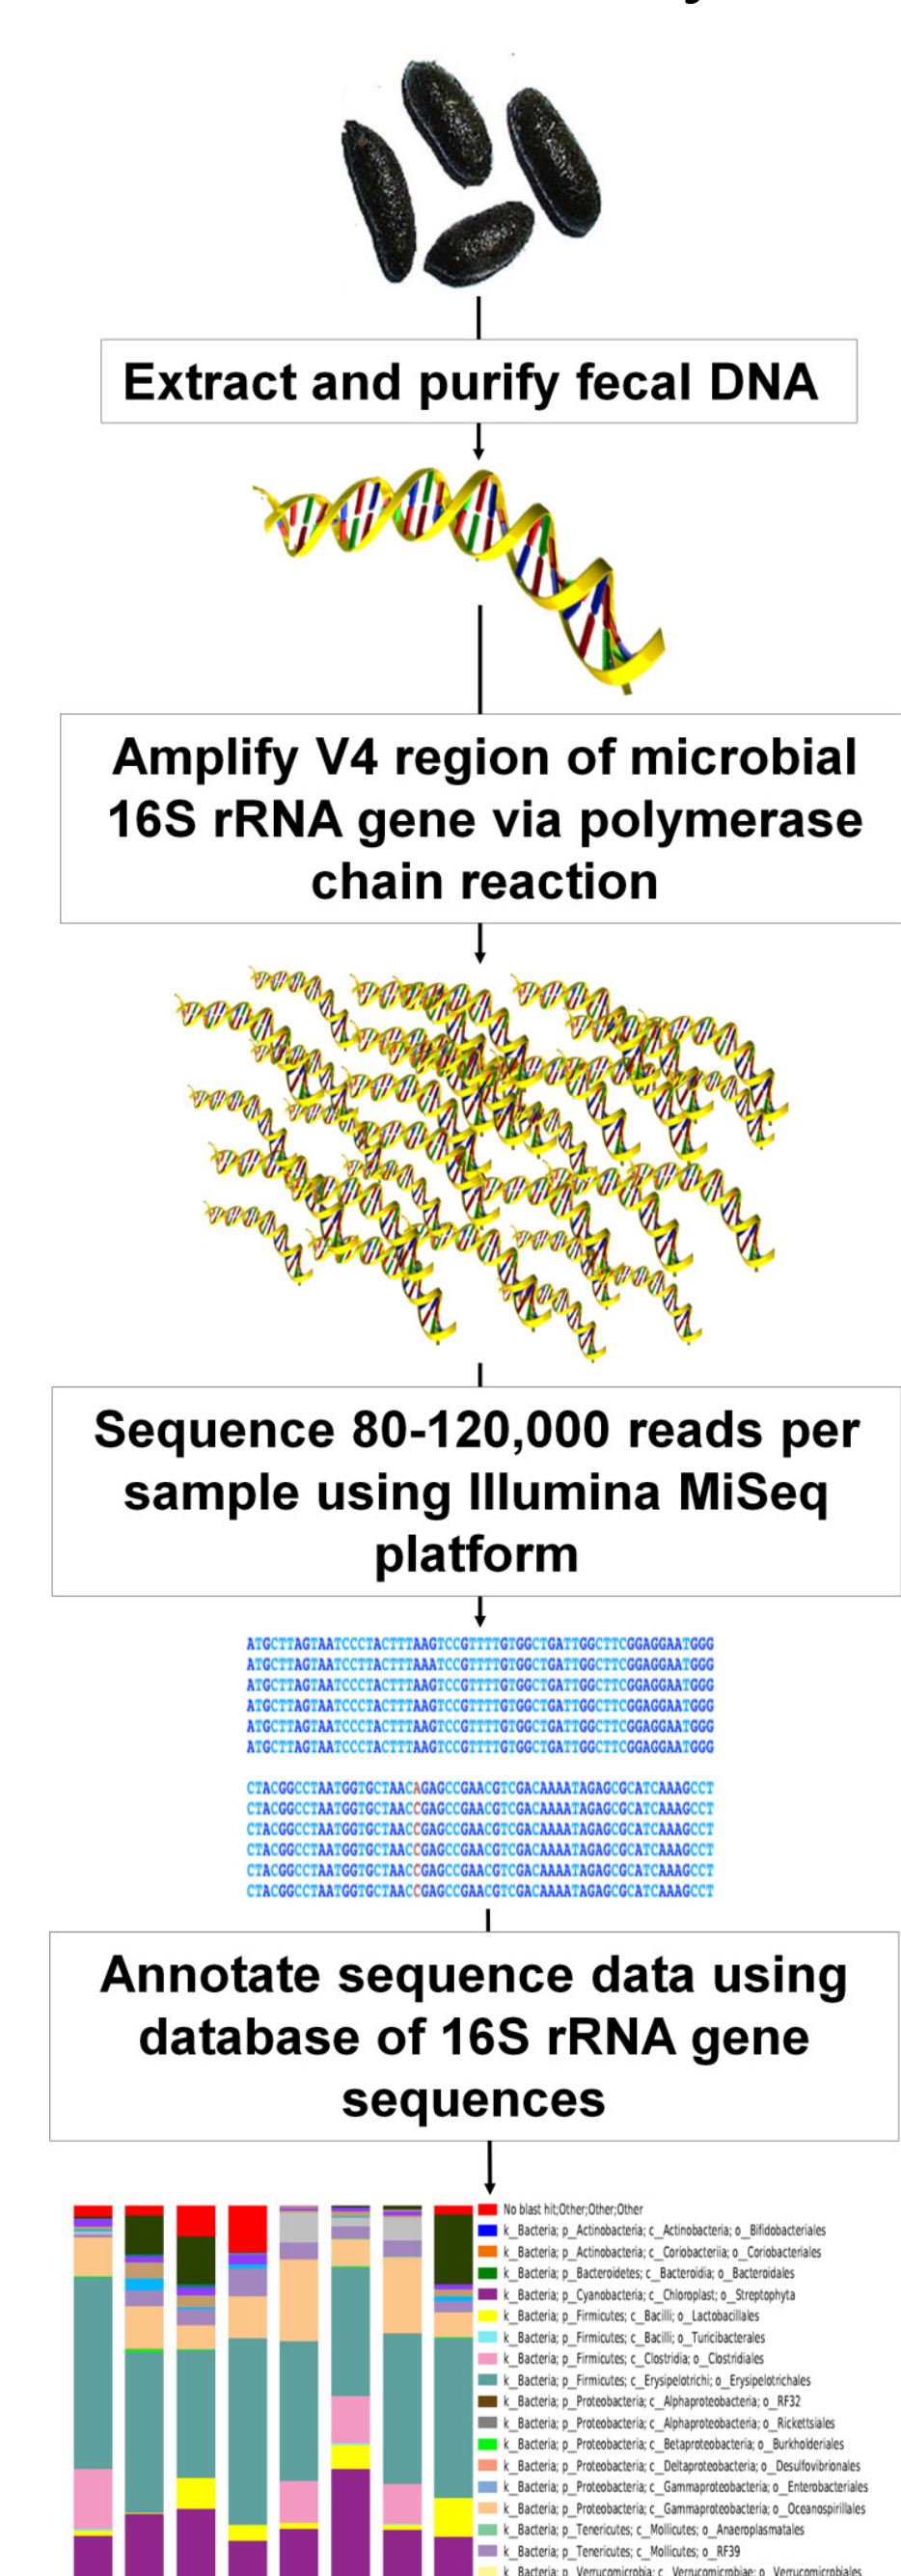 Extract and purify fecal DNA
Amplify V4 region of microbial
16S rRNA gene via polymerase
chain reaction
Sequence 80-120,000 reads per
sample using Illumina MiSeq
platform
ATGCTTAGTAATCCCTACTTTAAGTCCGTTTTGTGGCTGATTGGCTTCGGAGGAATGGG
ATGCTTAGTAATCCTTACTTTAAATCCGTTTTGTGGCTGATTGGCTTCGGAGGAATGGG
ATGCTTAGTAATCCCTACTTTAAGTCCGTTTTGTGGCTGATTGGCTTCGGAGGAATGGG
ATGCTTAGTAATCCCTACTTTAAGTCCGTTTTGTGGCTGATTGGCTTCGGAGGAATGGG
ATGCTTAGTAATCCCTACTTTAAGTCCGTTTTGTGGCTGATTGGCTTCGGAGGAATGGG
ATGCTTAGTAATCCCTACTTTAAGTCCGTTTTGTGGCTGATTGGCTTCGGAGGAATGGG
CTACGGCCTAATGGTGCTAACAGAGCCGAACGTCGACAAAATAGAGCGCATCAAAGCCT
CTACGGCCTAATGGTGCTAACCGAGCCGAACGTCGACAAAATAGAGCGCATCAAAGCCT
CTACGGCCTAATGGTGCTAACCGAGCCGAACGTCGACAAAATAGAGCGCATCAAAGCCT
CTACGGCCTAATGGTGCTAACCGAGCCGAACGTCGACAAAATAGAGCGCATCAAAGCCT
CTACGGCCTAATGGTGCTAACCGAGCCGAACGTCGACAAAATAGAGCGCATCAAAGCCT
CTACGGCCTAATGGTGCTAACCGAGCCGAACGTCGACAAAATAGAGCGCATCAAAGCCT
Annotate sequence data using
database of 16S rRNA gene
sequences
No blast hit;Other;Other;Other
k__Bacteria; p__Actinobacteria; c__Actinobacteria; o__Bifidobacteriales
k__Bacteria; p__Actinobacteria; c__Coriobacteriia; o__Coriobacteriales
k__Bacteria; p__Bacteroidetes; c__Bacteroidia; o__Bacteroidales
k__Bacteria; p__Cyanobacteria; c__Chloroplast; o__Streptophyta
k__Bacteria; p__Firmicutes; c__Bacilli; o__Lactobacillales
k__Bacteria; p__Firmicutes; c__Bacilli; o__Turicibacterales
k__Bacteria; p__Firmicutes; c__Clostridia; o__Clostridiales
k__Bacteria; p__Firmicutes; c__Erysipelotrichi; o__Erysipelotrichales
k__Bacteria; p__Proteobacteria; c__Alphaproteobacteria; o__RF32
k__Bacteria; p__Proteobacteria; c__Alphaproteobacteria; o__Rickettsiales
k__Bacteria; p__Proteobacteria; c__Betaproteobacteria; o__Burkholderiales
k__Bacteria; p__Proteobacteria; c__Deltaproteobacteria; o__Desulfovibrionales
k__Bacteria; p__Proteobacteria; c__Gammaproteobacteria; o__Enterobacteriales
k__Bacteria; p__Proteobacteria; c__Gammaproteobacteria; o__Oceanospirillales
k__Bacteria; p__Tenericutes; c__Mollicutes; o__Anaeroplasmatales
k__Bacteria; p__Tenericutes; c__Mollicutes; o__RF39
k__Bacteria; p__Verrucomicrobia; c__Verrucomicrobiae; o__Verrucomicrobiales